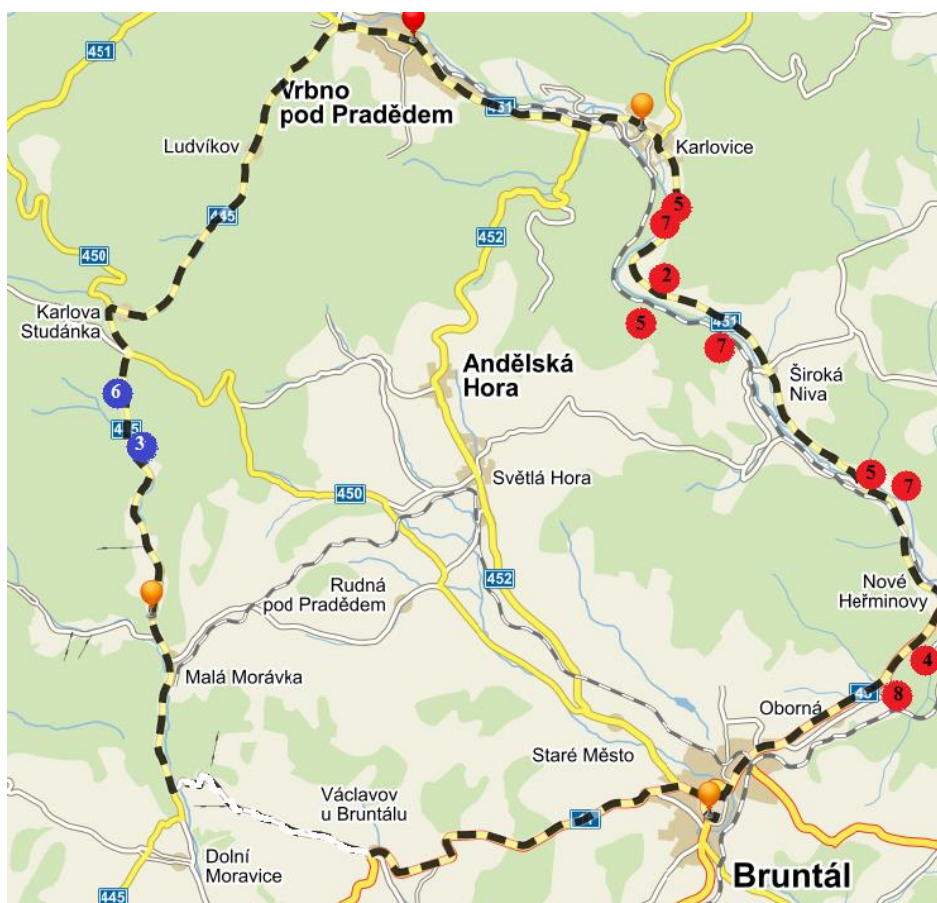 451
Vrbno
pod Pradědem
451
Ludvíkov
Karlovice
445
5
7
452
450
2
Karlova
Studánka
5
451
7
Andělská
Hora
Široká
Niva
6
445
3
5
7
Světlá Hora
450
Nové
Heřminovy
Rudná
pod Pradědem
452
4
Malá Morávka
8
Oborná
Staré Město
Václavov
u Bruntálu
Dolní
Moravice
Bruntál
445